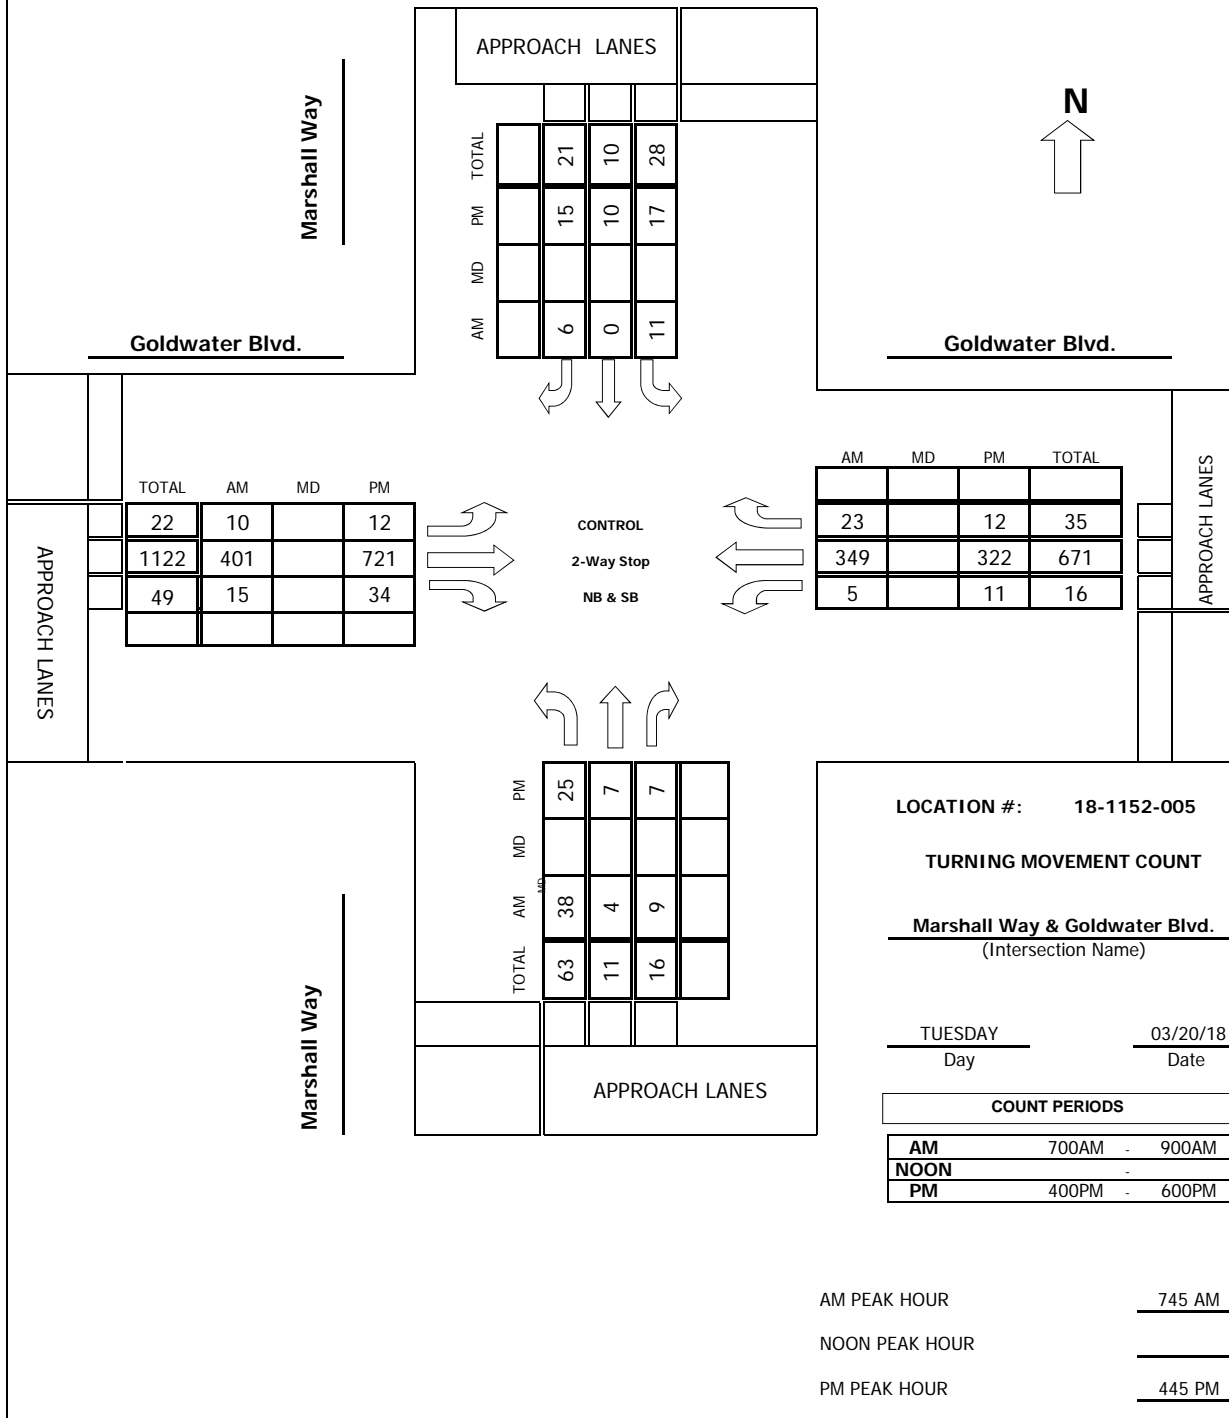 APPROACH LANES
Marshall Way
N
TOTAL 21 10 28
PM 15 10 17
MD
AM 6 0 11
Goldwater Blvd.
Goldwater Blvd.
TOTAL AM MD PM
22 10 12
1122 401 721
49 15 34
APPROACH LANES
CONTROL
2-Way Stop
NB & SB
AM MD PM TOTAL
23 12 35
349 322 671
5 11 16
APPROACH LANES
PM 25 7 7
MD
MD
AM 38 4 9
TOTAL 63 11 16
Marshall Way
APPROACH LANES
LOCATION #: 18-1152-005
TURNING MOVEMENT COUNT
Marshall Way & Goldwater Blvd.
(Intersection Name)
TUESDAY 03/20/18
Day Date
COUNT PERIODS
AM 700AM - 900AM
NOON -
PM 400PM - 600PM
AM PEAK HOUR 745 AM
NOON PEAK HOUR
PM PEAK HOUR 445 PM